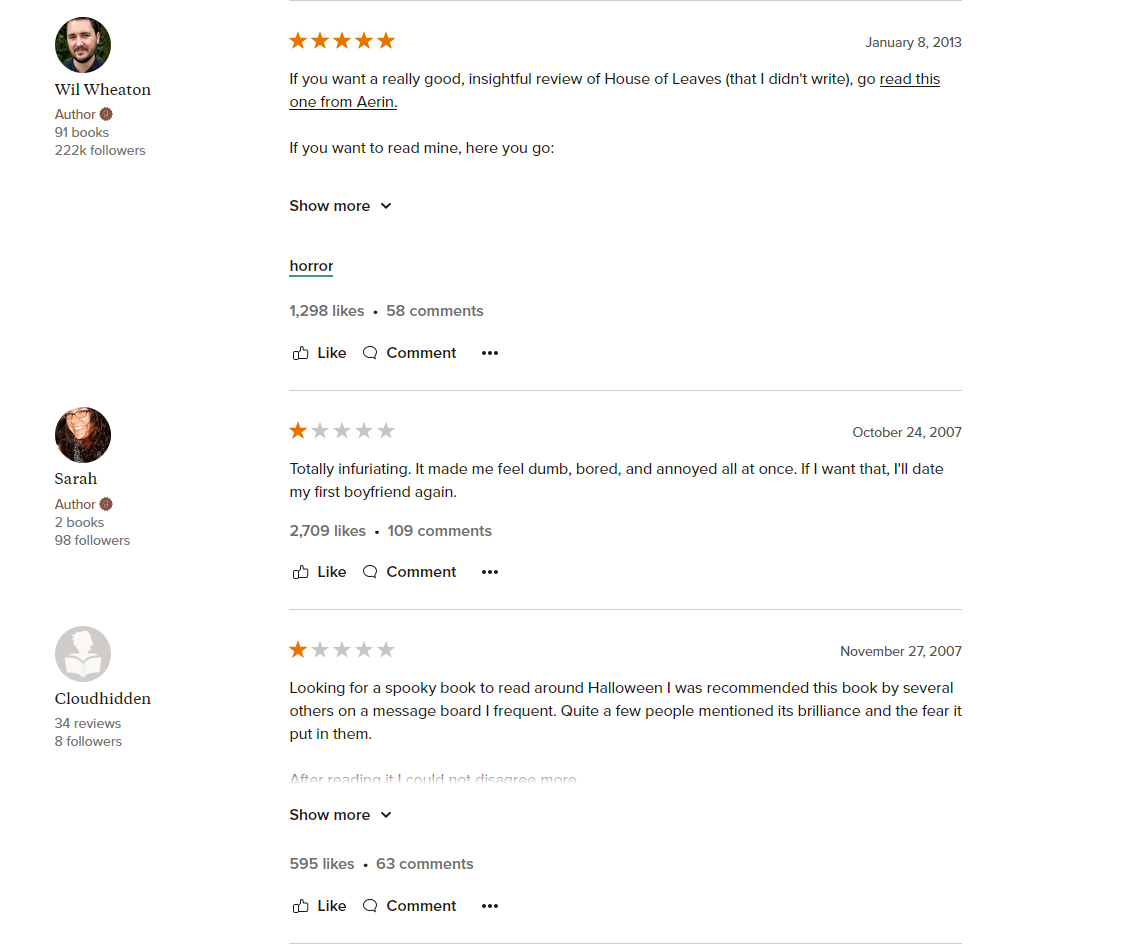 January 8, 2013
If you want a really good, insightful review of House of Leaves (that I didn't write), go read this
one from Aerin.
Wil Wheaton
Author
91 books
222k followers
If you want to read mine, here you go:
Show more
horror
1,298 likes • 58 comments
Like Comment •••
October 24, 2007
Totally infuriating. It made me feel dumb, bored, and annoyed all at once. If I want that, I'll date
my first boyfriend again.
Sarah
Author
2 books
98 followers
2,709 likes • 109 comments
Like Comment •••
November 27, 2007
Looking for a spooky book to read around Halloween I was recommended this book by several
others on a message board I frequent. Quite a few people mentioned its brilliance and the fear it
put in them.
Cloudhidden
34 reviews
8 followers
After reading it I could not disagree more
Show more
595 likes • 63 comments
Like Comment •••